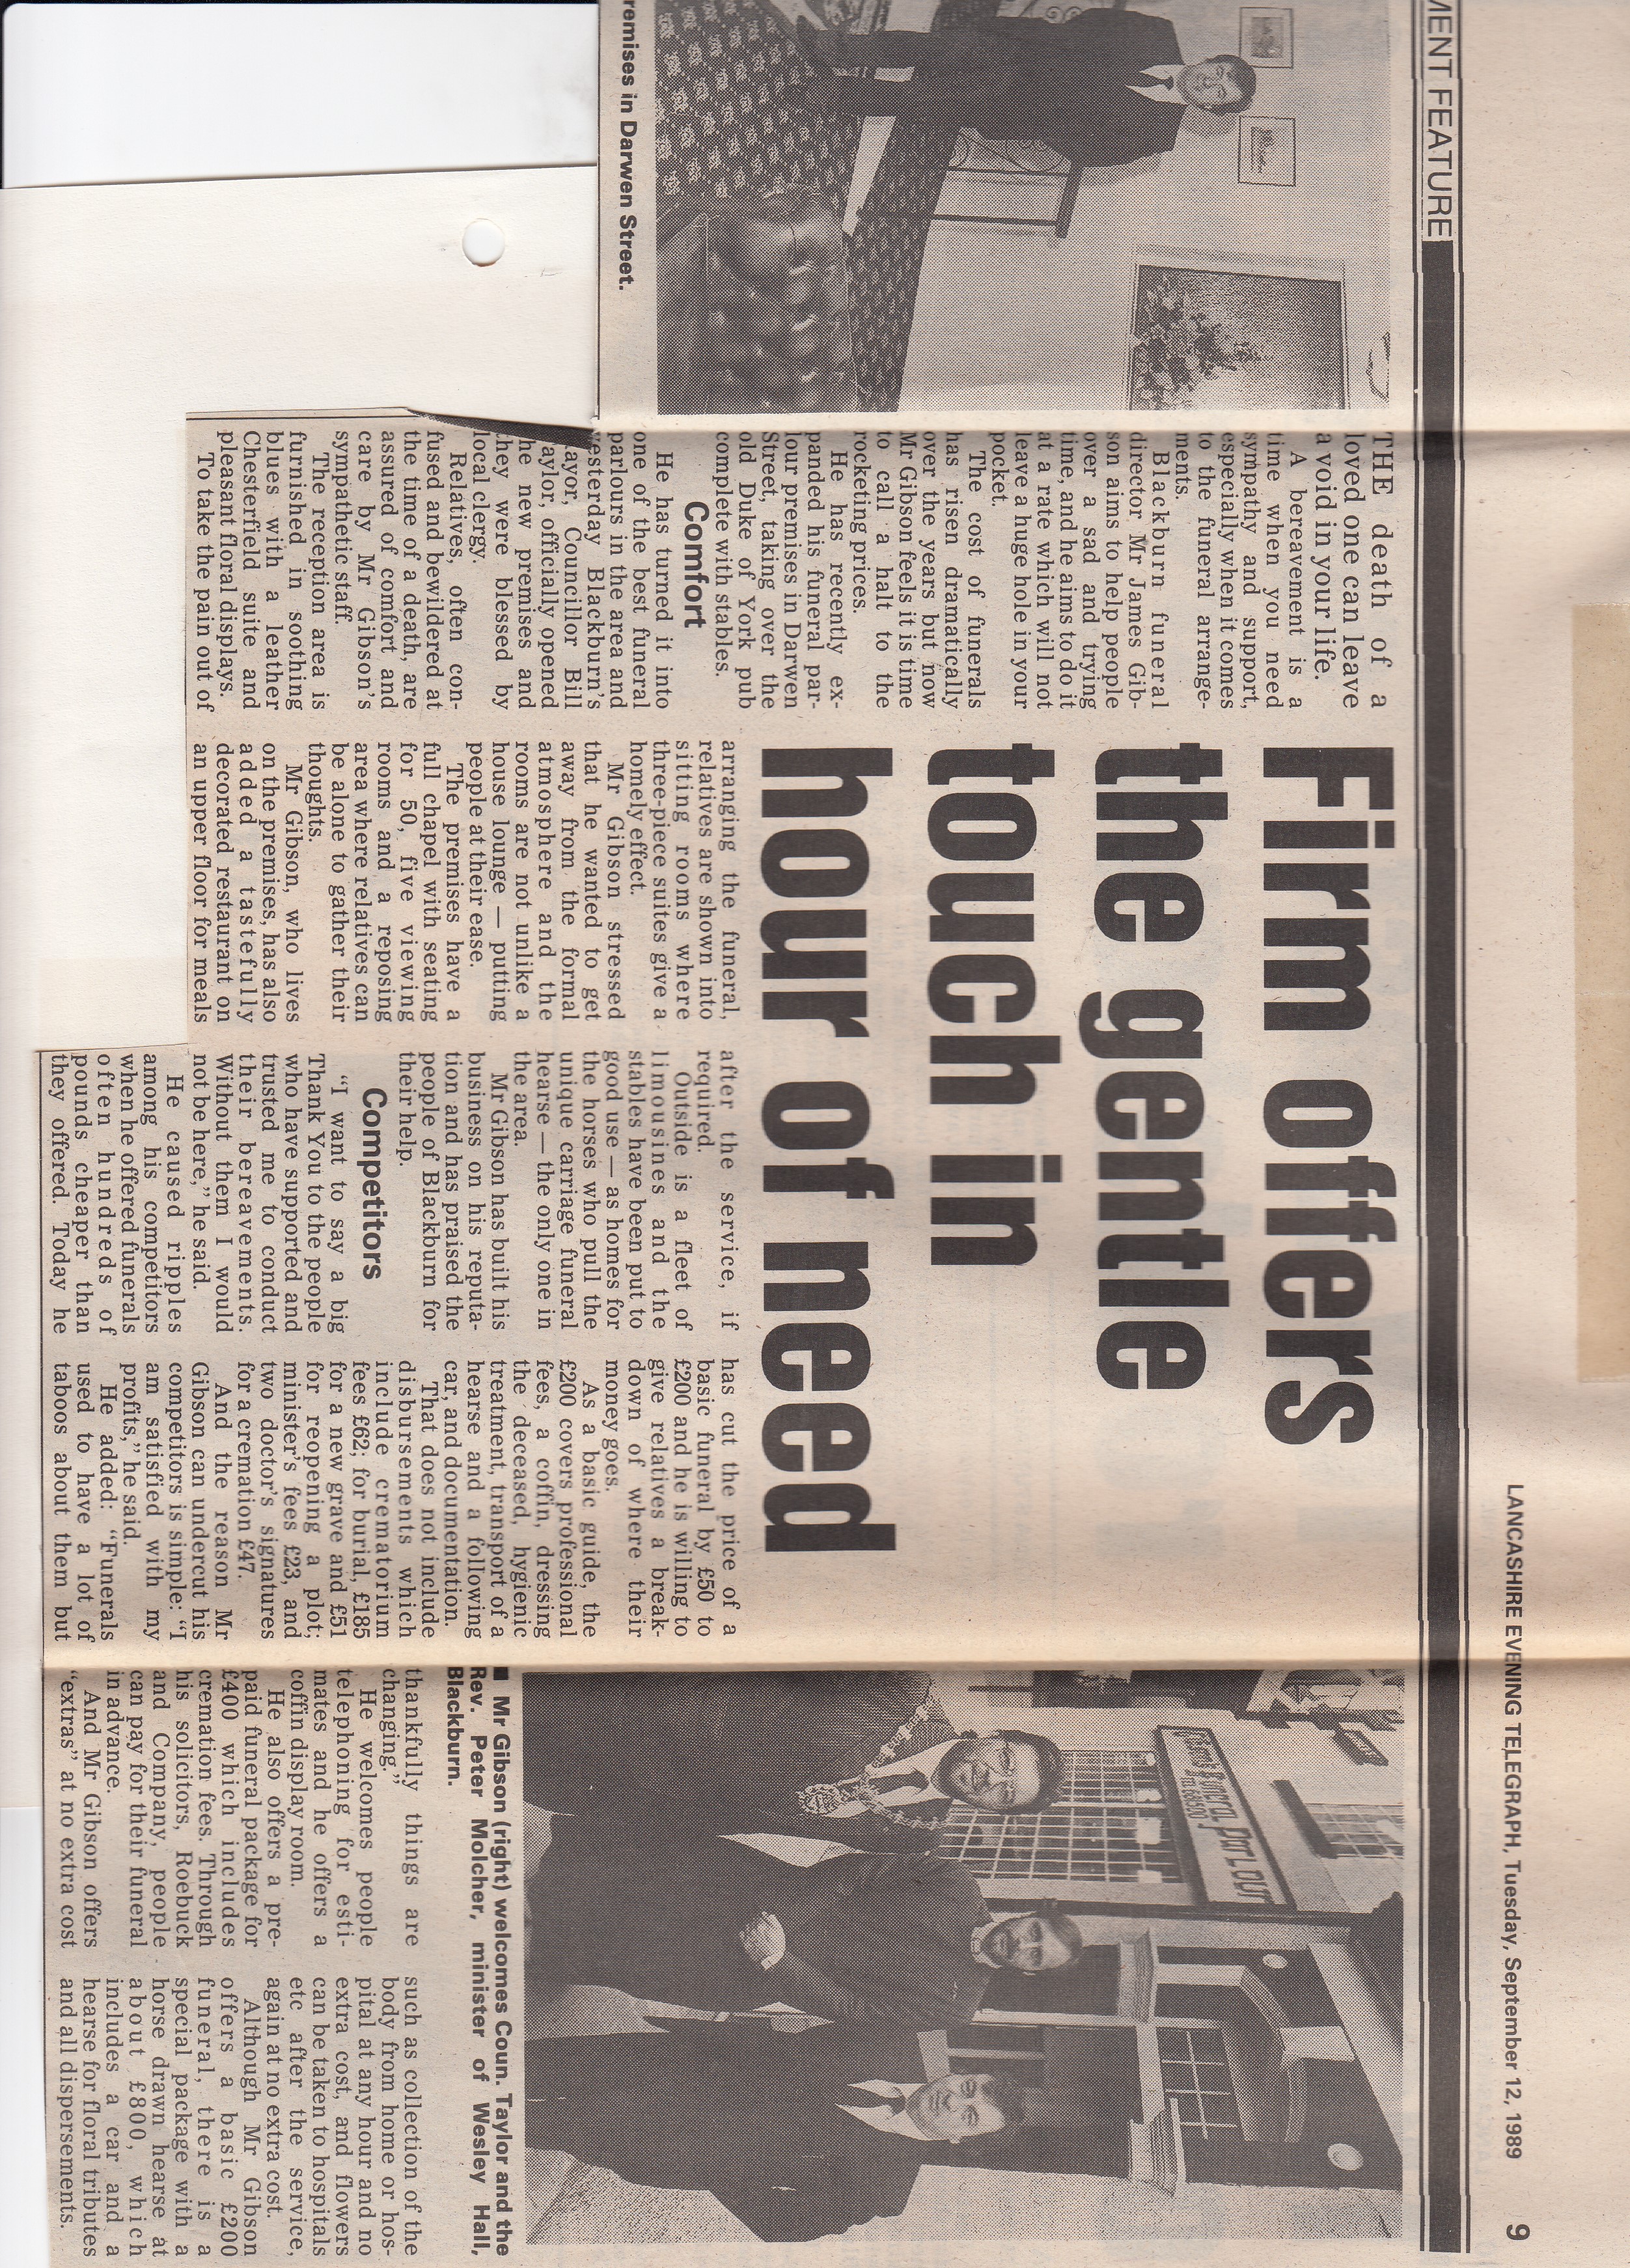 MENT FEATURE
LANCASHIRE EVENING TELEGRAPH, Tuesday, September 12, 1989 9
remises in Darwen Street.
Firm offers
the gentle
touch in
hour of need
THE death of a
loved one can leave
a void in your life.
A bereavement is a
time when you need
sympathy and support,
especially when it comes
to the funeral arrange-
ments.
Blackburn funeral
director Mr James Gib-
son aims to help people
over a sad and trying
time, and he aims to do it
at a rate which will not
leave a huge hole in your
pocket.
The cost of funerals
has risen dramatically
over the years but now
Mr Gibson feels it is time
to call a halt to the
rocketing prices.
He has recently ex-
panded his funeral par-
lour premises in Darwen
Street, taking over the
old Duke of York pub
complete with stables.
Comfort
He has turned it into
one of the best funeral
parlours in the area and
yesterday Blackburn's
ayor, Councillor Bill
aylor, officially opened
he new premises and
they were blessed by
local clergy.
Relatives, often con-
fused and bewildered at
the time of a death, are
assured of comfort and
care by Mr Gibson's
sympathetic staff.
The reception area is
furnished in soothing
blues with a leather
Chesterfield suite and
pleasant floral displays.
To take the pain out of
arranging the funeral,
relatives are shown into
sitting rooms where
three-piece suites give a
homely effect.
Mr Gibson stressed
that he wanted to get
away from the formal
atmosphere and the
rooms are not unlike a
house lounge — putting
people at their ease.
The premises have a
full chapel with seating
for 50, five viewing
rooms and a reposing
area where relatives can
be alone to gather their
thoughts.
Mr Gibson, who lives
on the premises, has also
added a tastefully
decorated restaurant on
an upper floor for meals
after the service, if
required.
Outside is a fleet of
limousines and the
stables have been put to
good use — as homes for
the horses who pull the
unique carriage funeral
hearse — the only one in
the area.
Mr Gibson has built his
business on his reputa-
tion and has praised the
people of Blackburn for
their help.
Competitors
"I want to say a big
Thank You to the people
who have supported and
trusted me to conduct
their bereavements.
Without them I would
not be here," he said.
He caused ripples
among his competitors
when he offered funerals
often hundreds of
pounds cheaper than
they offered. Today he
has cut the price of a
basic funeral by £50 to
£200 and he is willing to
give relatives a break-
down of where their
money goes.
As a basic guide, the
£200 covers professional
fees, a coffin, dressing
the deceased, hygienic
treatment, transport of a
hearse and a following
car, and documentation.
That does not include
disbursements which
include crematorium
fees £62; for burial, £185
for a new grave and £51
for reopening a plot;
minister's fees £23, and
two doctor's signatures
for a cremation £47.
And the reason Mr
Gibson can undercut his
competitors is simple: "I
am satisfied with my
profits," he said.
He added: "Funerals
used to have a lot of
taboos about them but
thankfully things are
changing."
He welcomes people
telephoning for esti-
mates and he offers a
coffin display room.
He also offers a pre-
paid funeral package for
£400 which includes
cremation fees. Through
his solicitors, Roebuck
and Company, people
can pay for their funeral
in advance.
And Mr Gibson offers
"extras" at no extra cost
such as collection of the
body from home or hos-
pital at any hour and no
extra cost, and flowers
can be taken to hospitals
etc after the service,
again at no extra cost.
Although Mr Gibson
offers a basic £200
funeral, there is a
special package with a
horse drawn hearse at
about £800, which
includes a car and a
hearse for floral tributes
and all dispersements.
■ Mr Gibson (right) welcomes Coun. Taylor and the
Rev. Peter Molcher, minister of Wesley Hall,
Blackburn.
Funeral Parlour